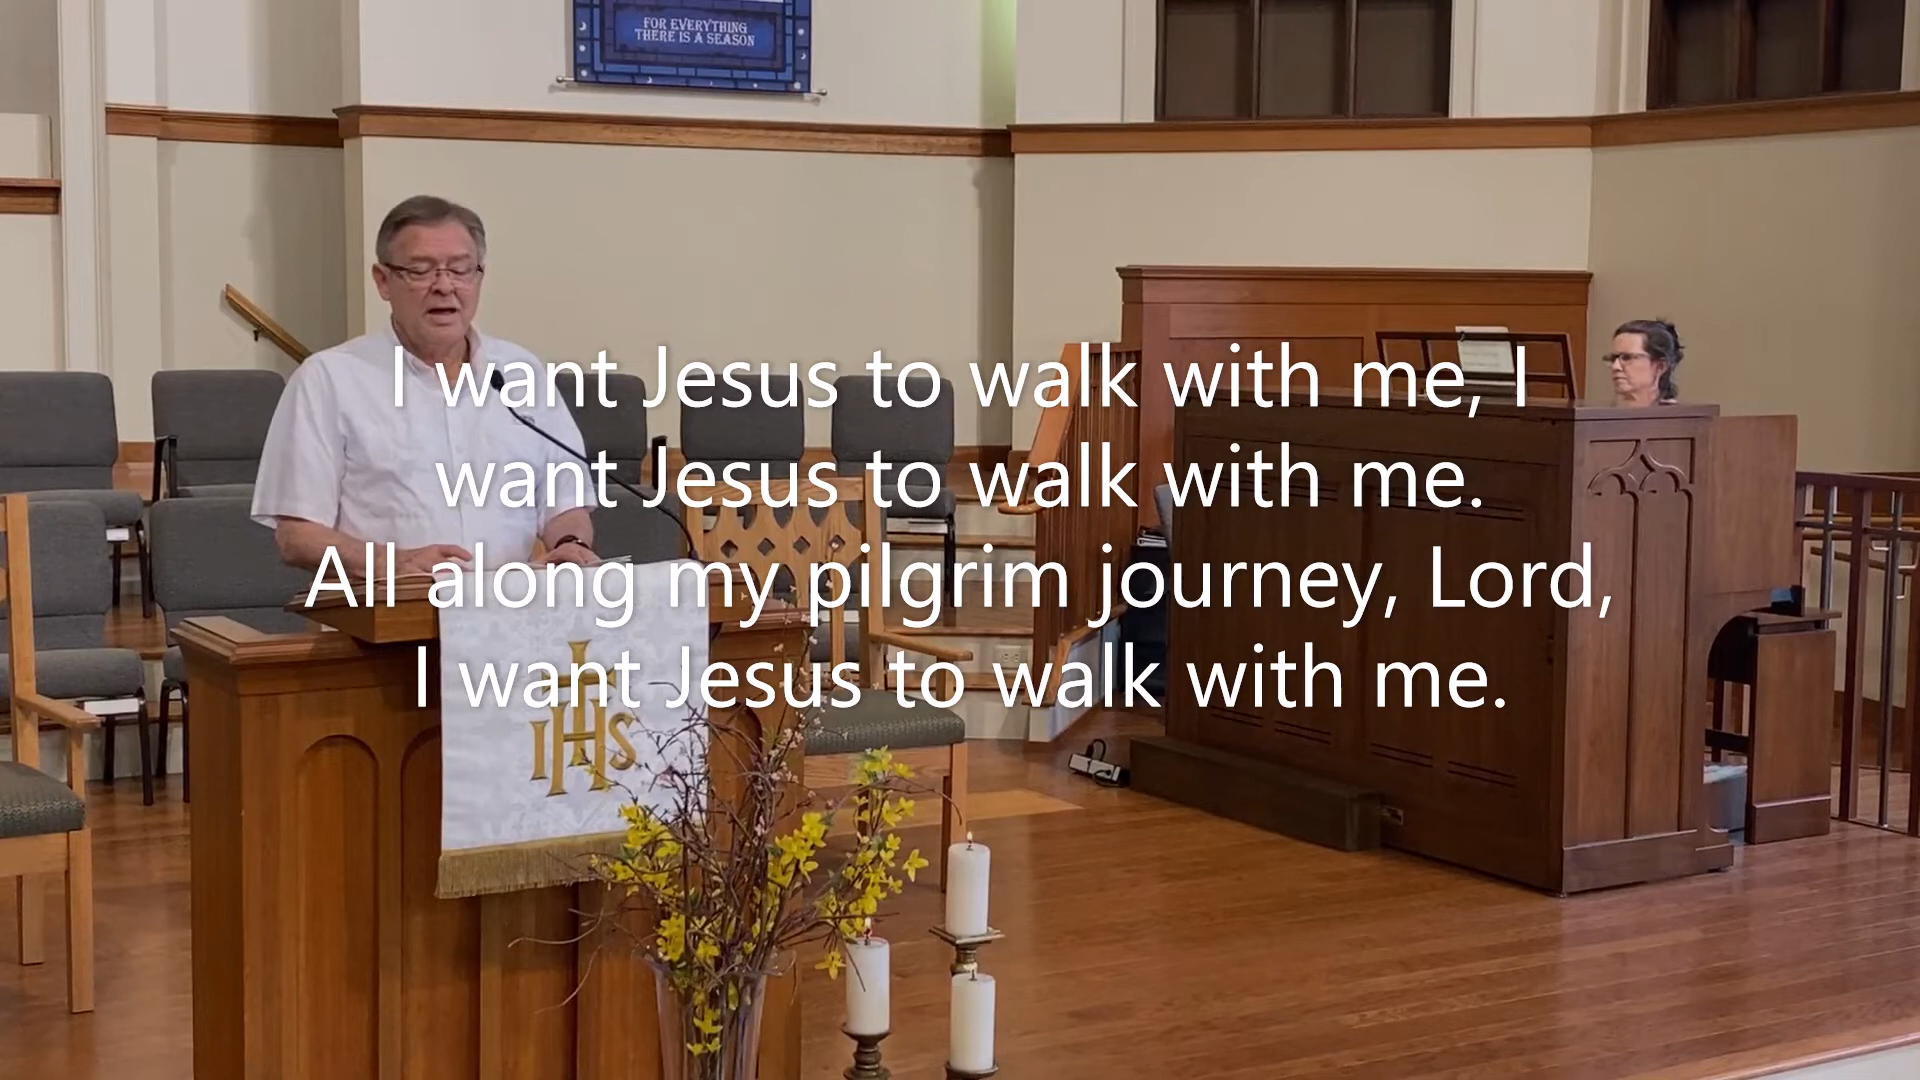 FOR EVERYTHING
THERE IS A SEASON
I want Jesus to walk with me, I
want Jesus to walk with me.
All along my pilgrim journey, Lord,
I want Jesus to walk with me.
IHS